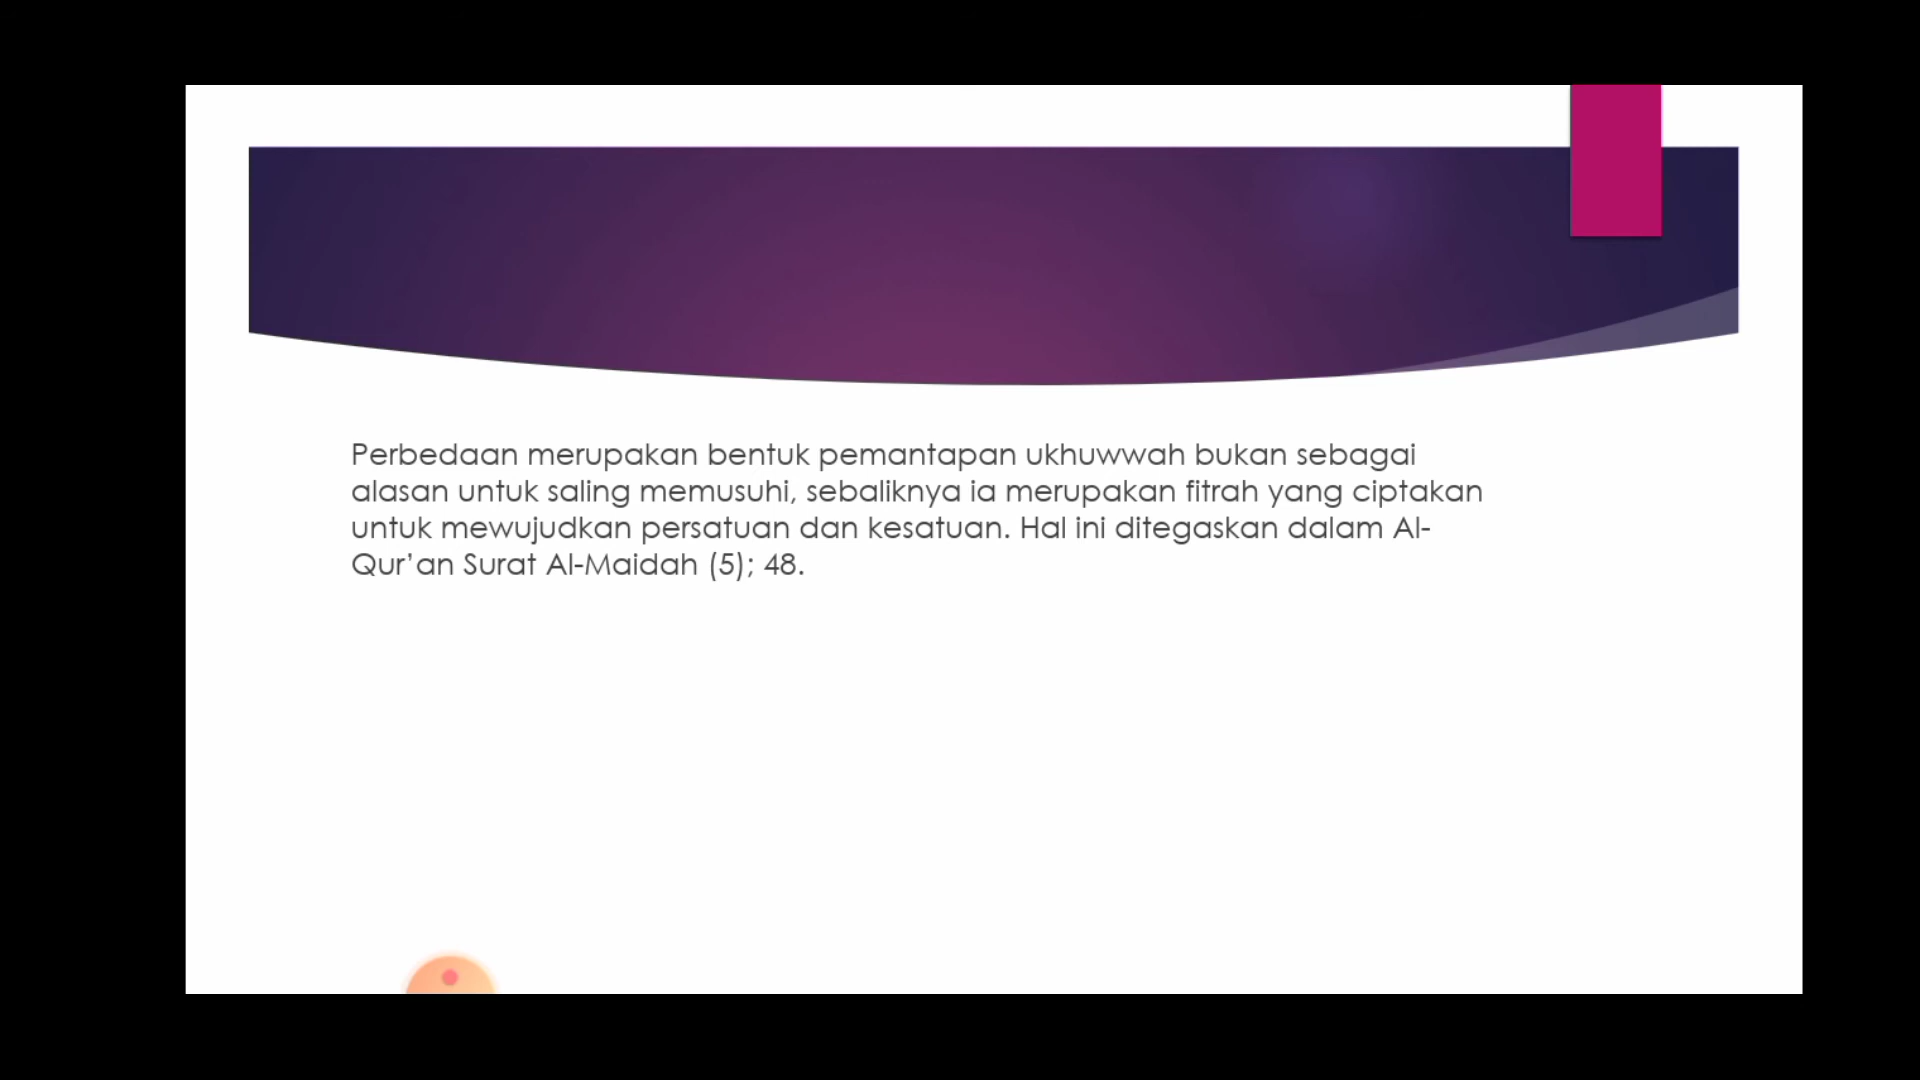 Perbedaan merupakan bentuk pemantapan ukhuwwah bukan sebagai
alasan untuk saling memusuhi, sebaliknya ia merupakan fitrah yang ciptakan
untuk mewujudkan persatuan dan kesatuan. Hal ini ditegaskan dalam Al-
Qur’an Surat Al-Maidah (5); 48.